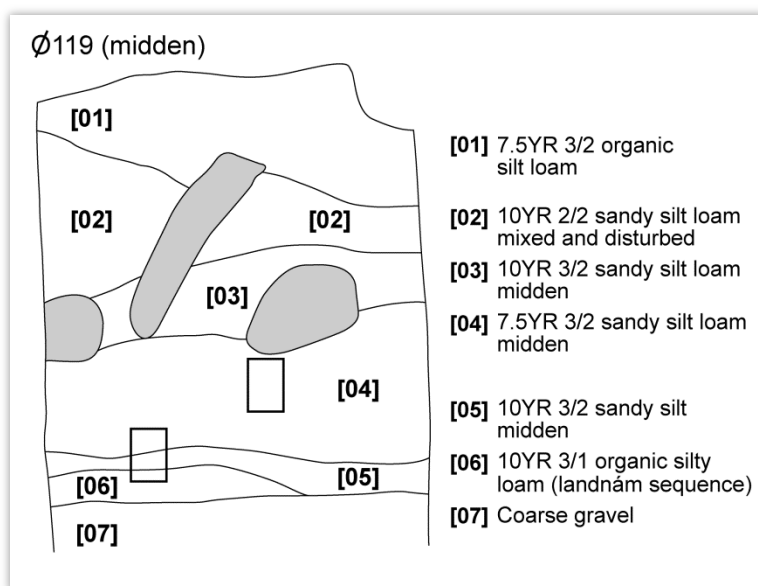 Ø119 (midden)
[01]
[02]
[02]
[03]
[04]
[05]
[06]
[07]
[01] 7.5YR 3/2 organic
silt loam
[02] 10YR 2/2 sandy silt loam
mixed and disturbed
[03] 10YR 3/2 sandy silt loam
midden
[04] 7.5YR 3/2 sandy silt loam
midden
[05] 10YR 3/2 sandy silt
midden
[06] 10YR 3/1 organic silty
loam (landnám sequence)
[07] Coarse gravel